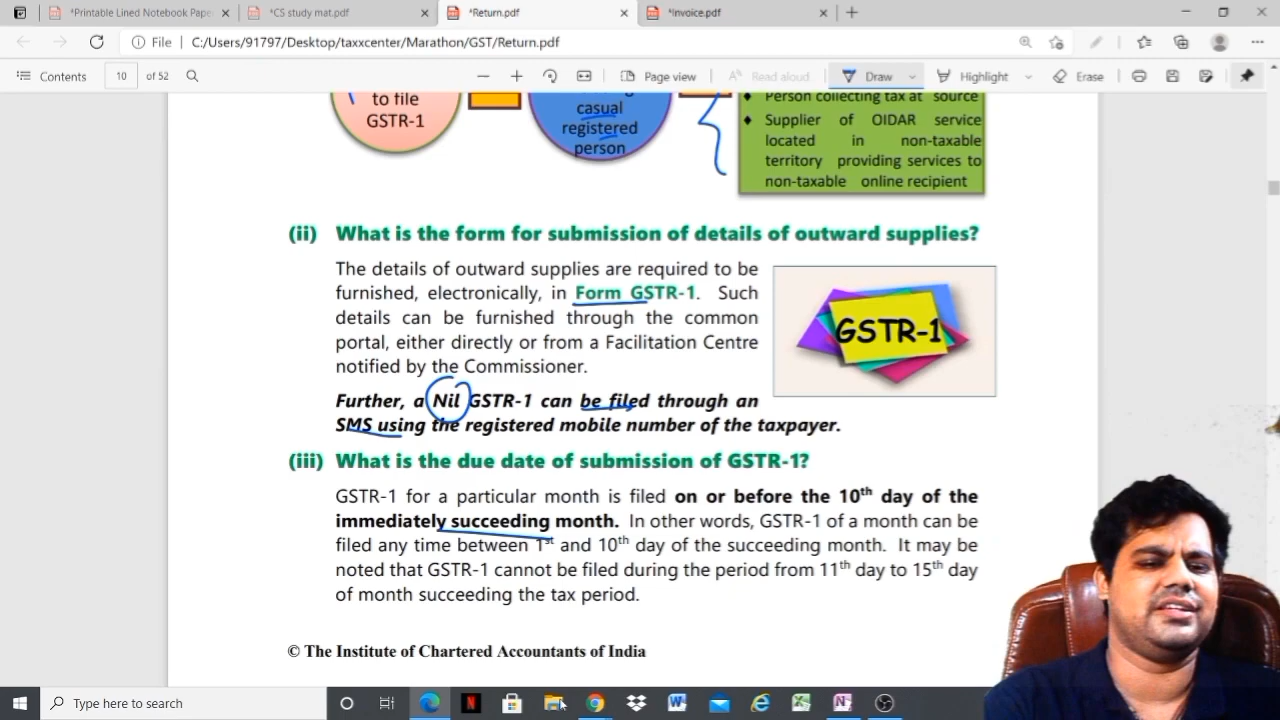 *Printable Lined Notebook Pape
*CS study mat.pdf
*Return.pdf
*Invoice.pdf
File
C:/Users/91797/Desktop/taxxcenter/Marathon/GST/Return.pdf
Contents
10
of 52
Page view
Read aloud
Draw
Highlight
Erase
to file
GSTR-1
casual
registered
person
♦ Person collecting tax at source
♦ Supplier of OIDAR service
located in non-taxable
territory providing services to
non-taxable online recipient
(ii) What is the form for submission of details of outward supplies?
The details of outward supplies are required to be
furnished, electronically, in Form GSTR-1. Such
details can be furnished through the common
portal, either directly or from a Facilitation Centre
notified by the Commissioner.
GSTR-1
Further, a Nil GSTR-1 can be filed through an
SMS using the registered mobile number of the taxpayer.
(iii) What is the due date of submission of GSTR-1?
GSTR-1 for a particular month is filed on or before the 10th day of the
immediately succeeding month. In other words, GSTR-1 of a month can be
filed any time between 1st and 10th day of the succeeding month. It may be
noted that GSTR-1 cannot be filed during the period from 11th day to 15th day
of month succeeding the tax period.
© The Institute of Chartered Accountants of India
Type here to search